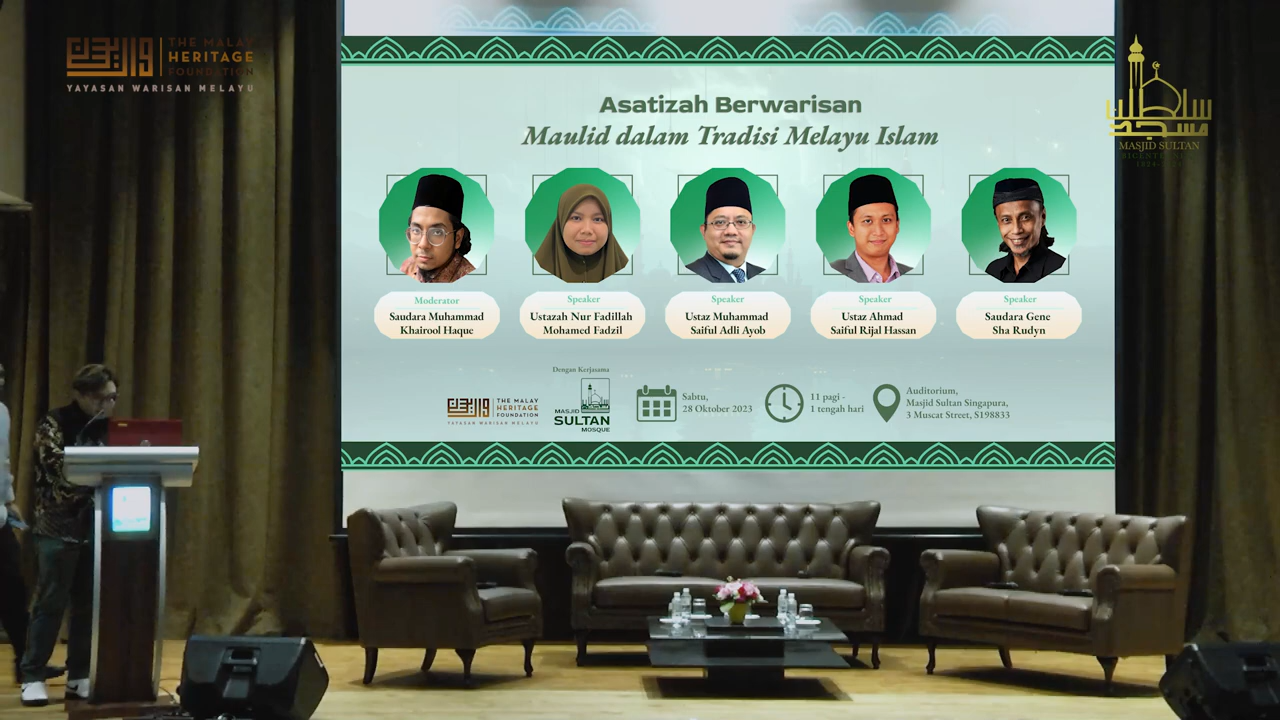 THE MALAY
HERITAGE
FOUNDATION
YAYASAN WARISAN MELAYU
سلطان
مسجد
MASJID SULTAN
BICENTENNIAL
Asatizah Berwarisan
Maulid dalam Tradisi Melayu Islam
Moderator
Saudara Muhammad
Khairool Haque
Speaker
Ustazah Nur Fadillah
Mohamed Fadzil
Speaker
Ustaz Muhammad
Saiful Adli Ayob
Speaker
Ustaz Ahmad
Saiful Rijal Hassan
Speaker
Saudara Gene
Sha Rudyn
Dengan Kerjasama
THE MALAY
HERITAGE
FOUNDATION
YAYASAN WARISAN MELAYU
MASJID
SULTAN
MOSQUE
Sabtu,
28 Oktober 2023
11 pagi -
1 tengah hari
Auditorium,
Masjid Sultan Singapura,
3 Muscat Street, S198833